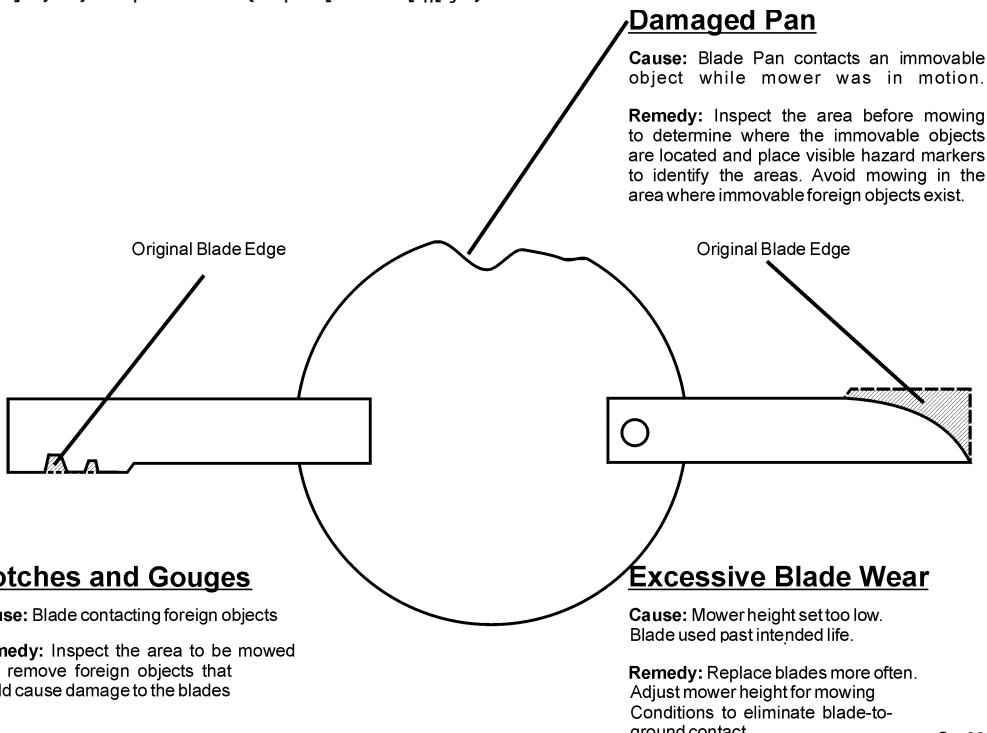 Damaged Pan
Cause: Blade Pan contacts an immovable
object while mower was in motion.
Remedy: Inspect the area before mowing
to determine where the immovable objects
are located and place visible hazard markers
to identify the areas. Avoid mowing in the
area where immovable foreign objects exist.
Original Blade Edge
Original Blade Edge
otches and Gouges
use: Blade contacting foreign objects
medy: Inspect the area to be mowed
remove foreign objects that
ld cause damage to the blades
Excessive Blade Wear
Cause: Mower height set too low.
Blade used past intended life.
Remedy: Replace blades more often.
Adjust mower height for mowing
Conditions to eliminate blade-to-
ground contact